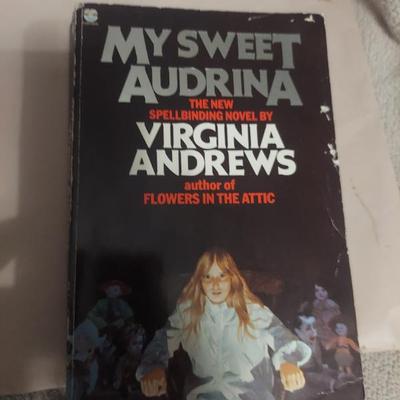 MY SWEET
AUDRINA
THE NEW
SPELLBINDING NOVEL BY
VIRGINIA
ANDREWS
author of
FLOWERS IN THE ATTIC